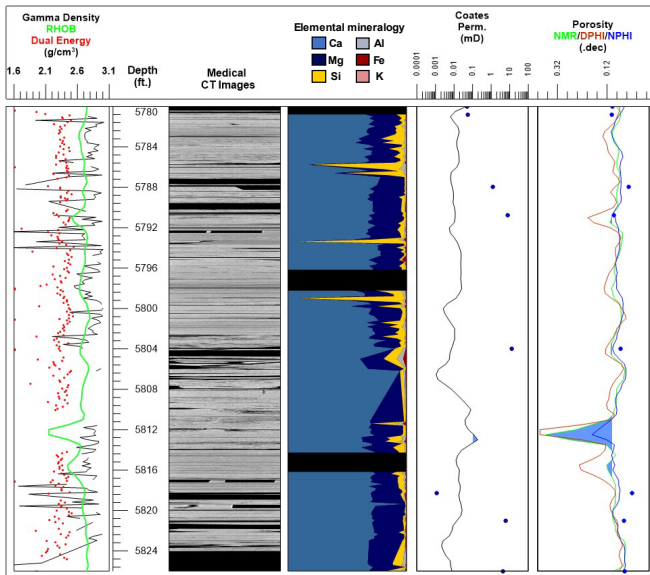 Gamma Density
RHOB
Dual Energy
(g/cm³)
1.6 2.1 2.6 3.1
Depth
(ft.)
Medical
CT Images
Elemental mineralogy
Ca Al
Mg Fe
Si K
Coates
Perm.
(mD)
0.0001 0.001 0.01 0.1 1 10 100
Porosity
NMR/DPHI/NPHI
(.dec)
0.32 0.12
5780
5784
5788
5792
5796
5800
5804
5808
5812
5816
5820
5824